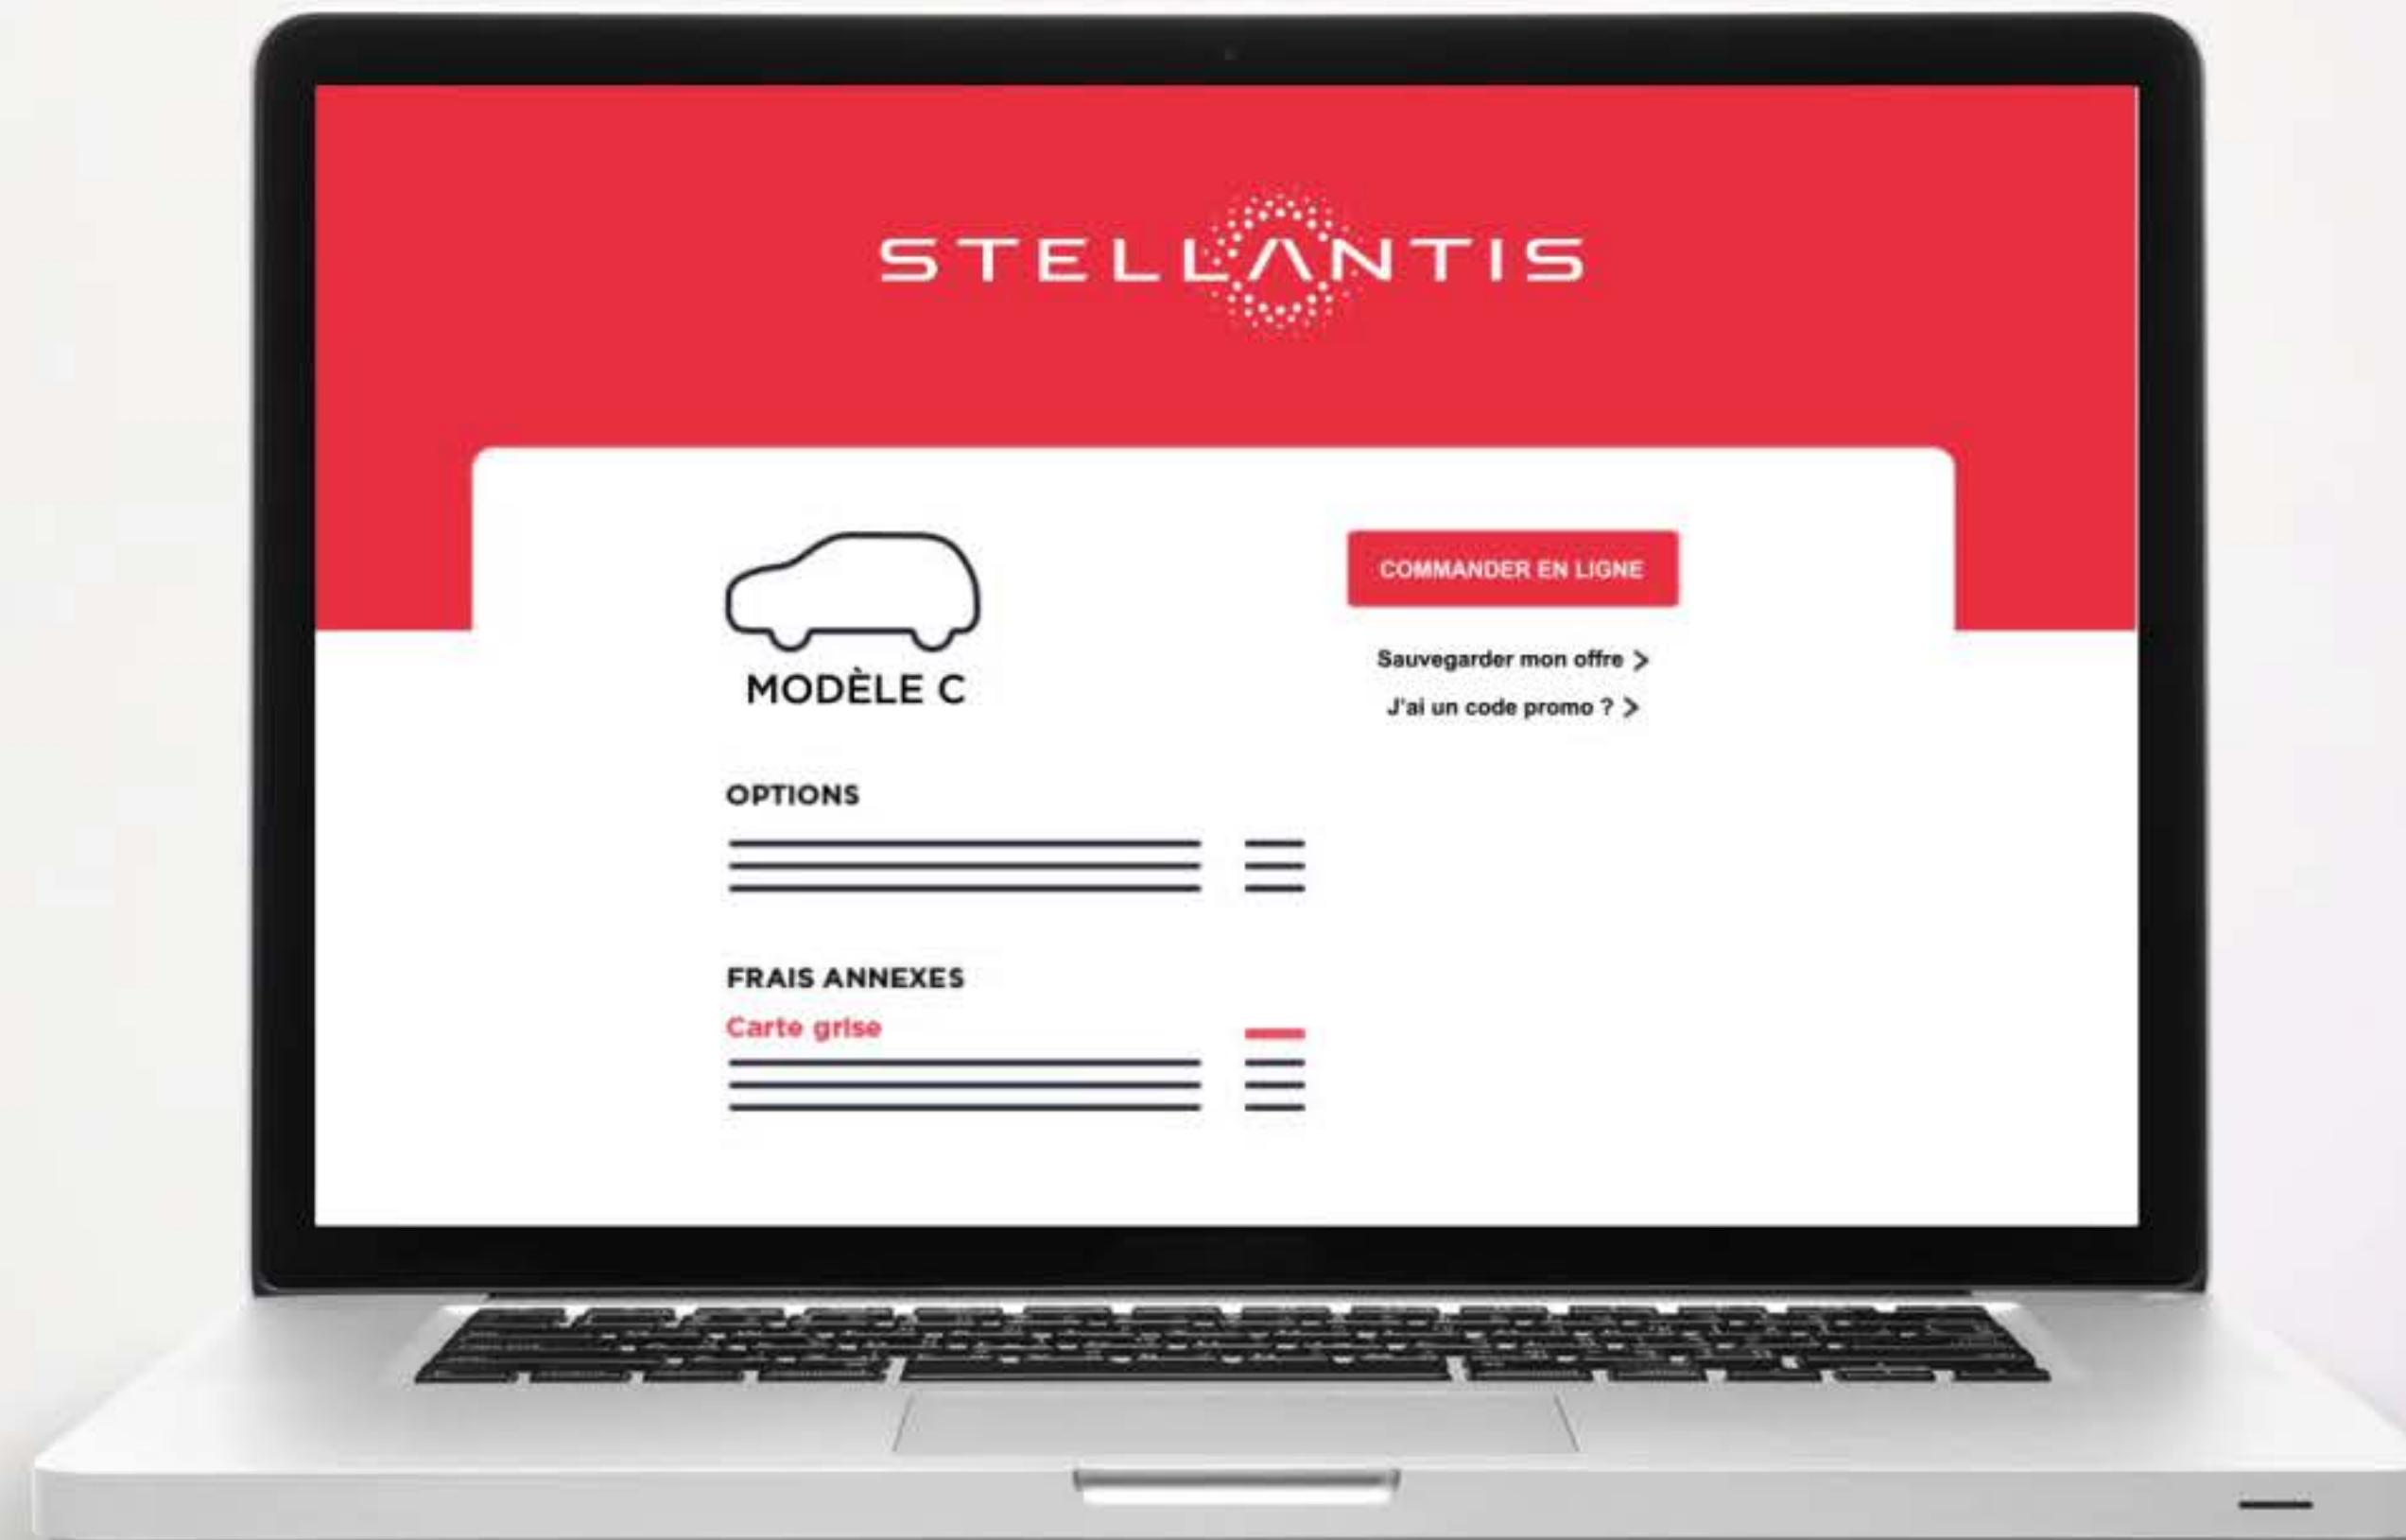 STELLANTIS
MODÈLE C
COMMANDER EN LIGNE
Sauvegarder mon offre >
J'ai un code promo ? >
OPTIONS
FRAIS ANNEXES
Carte grise